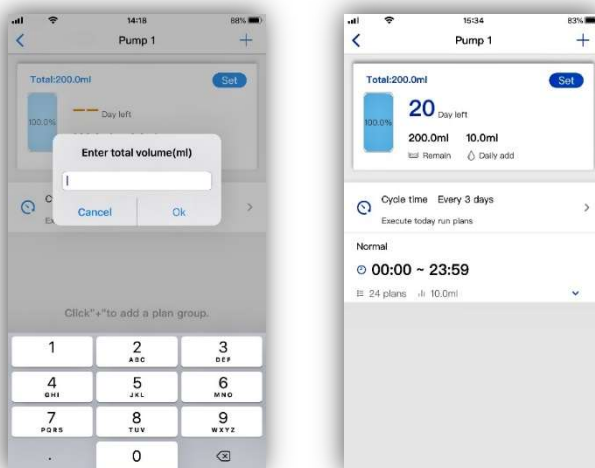 14:18
88%
Pump 1
Total:200.0ml
Set
100.0%
Day left
Enter total volume(ml)
Cancel
Ok
Click"+"to add a plan group.
1
2
ABC
3
DEF
4
GHI
5
JKL
6
MNO
7
PQRS
8
TUV
9
WXYZ
.
0
15:34
83%
Pump 1
Total:200.0ml
Set
100.0%
20 Day left
200.0ml 10.0ml
Remain Daily add
Cycle time Every 3 days
Execute today run plans
Normal
00:00 ~ 23:59
24 plans 10.0ml